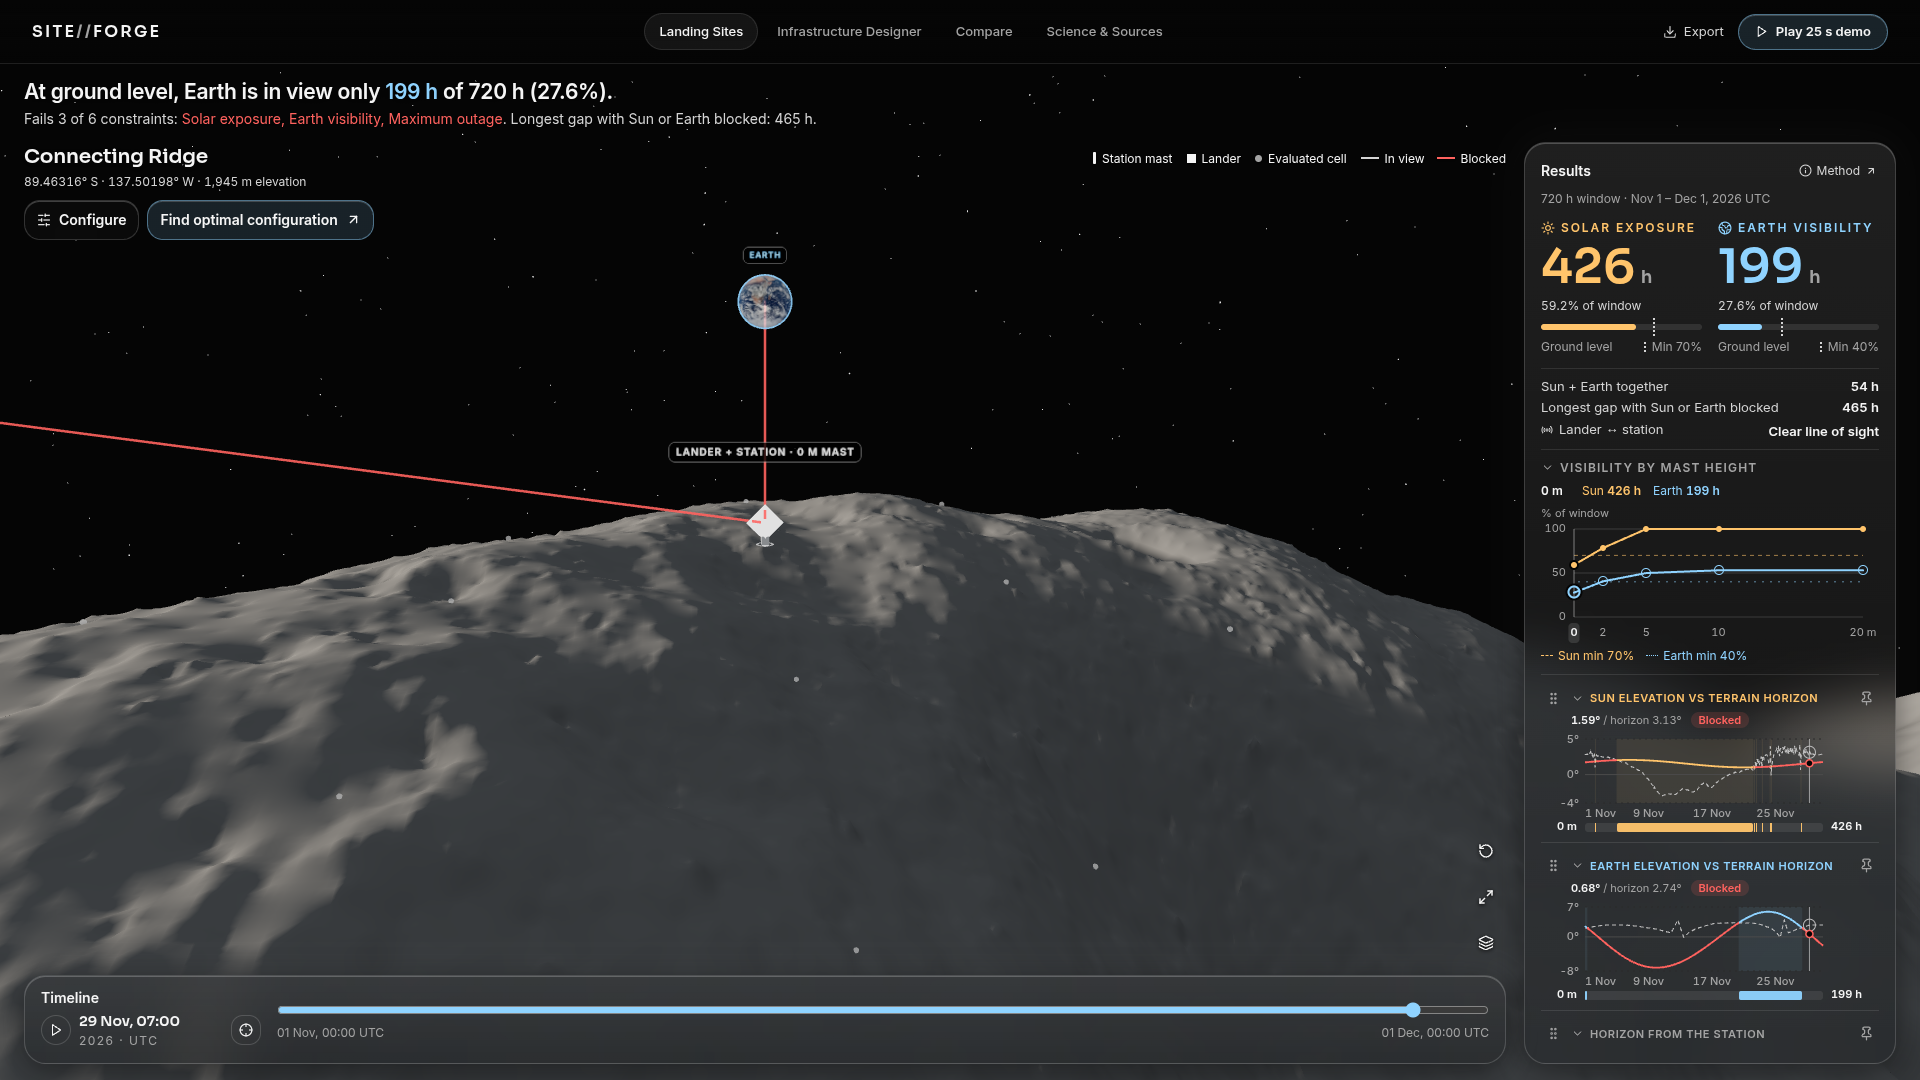 SITE//FORGE
Landing Sites
Infrastructure Designer
Compare
Science & Sources
Export
Play 25 s demo
At ground level, Earth is in view only 199 h of 720 h (27.6%).
Fails 3 of 6 constraints: Solar exposure, Earth visibility, Maximum outage. Longest gap with Sun or Earth blocked: 465 h.
Connecting Ridge
89.46316° S · 137.50198° W · 1,945 m elevation
Configure
Find optimal configuration
Station mast
Lander
Evaluated cell
In view
Blocked
EARTH
LANDER + STATION · 0 M MAST
Results
Method
720 h window · Nov 1 – Dec 1, 2026 UTC
SOLAR EXPOSURE
426 h
59.2% of window
Ground level
Min 70%
EARTH VISIBILITY
199 h
27.6% of window
Ground level
Min 40%
Sun + Earth together 54 h
Longest gap with Sun or Earth blocked 465 h
Lander ↔ station Clear line of sight
VISIBILITY BY MAST HEIGHT
0 m Sun 426 h Earth 199 h
% of window
100
50
0
0 2 5 10 20 m
Sun min 70% Earth min 40%
SUN ELEVATION VS TERRAIN HORIZON
1.59° / horizon 3.13° Blocked
5°
0°
-4°
1 Nov 9 Nov 17 Nov 25 Nov
0 m 426 h
EARTH ELEVATION VS TERRAIN HORIZON
0.68° / horizon 2.74° Blocked
7°
0°
-8°
1 Nov 9 Nov 17 Nov 25 Nov
0 m 199 h
HORIZON FROM THE STATION
Timeline
29 Nov, 07:00
2026 · UTC
01 Nov, 00:00 UTC
01 Dec, 00:00 UTC